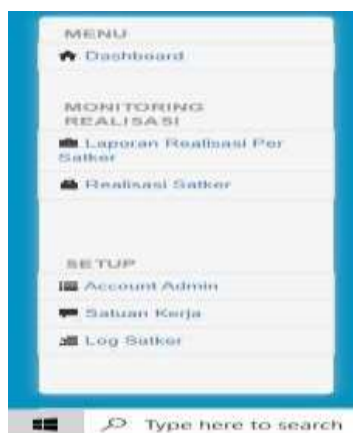 MENU
Dashboard
MONITORING
REALISASI
Laporan Realisasi Per
Satker
Realisasi Satker
SETUP
Account Admin
Satuan Kerja
Log Satker
Type here to search